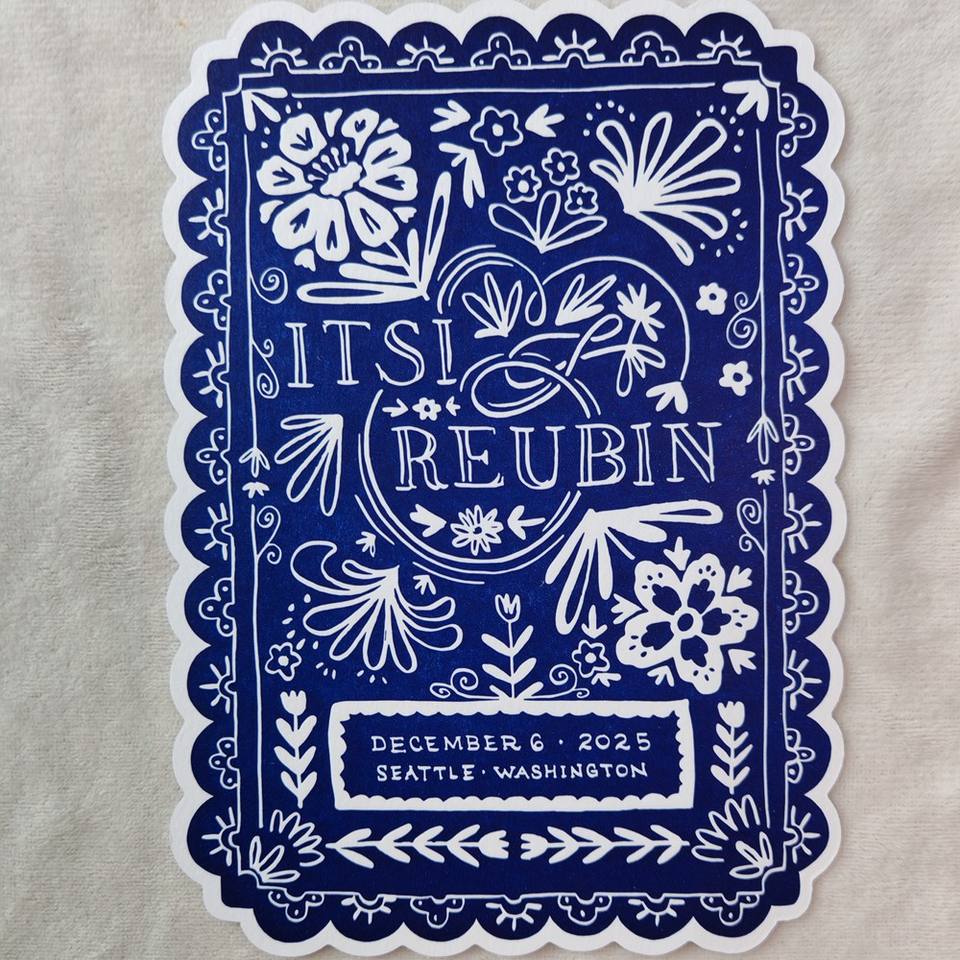 ITSI
&
REUBIN
DECEMBER 6 · 2025
SEATTLE · WASHINGTON